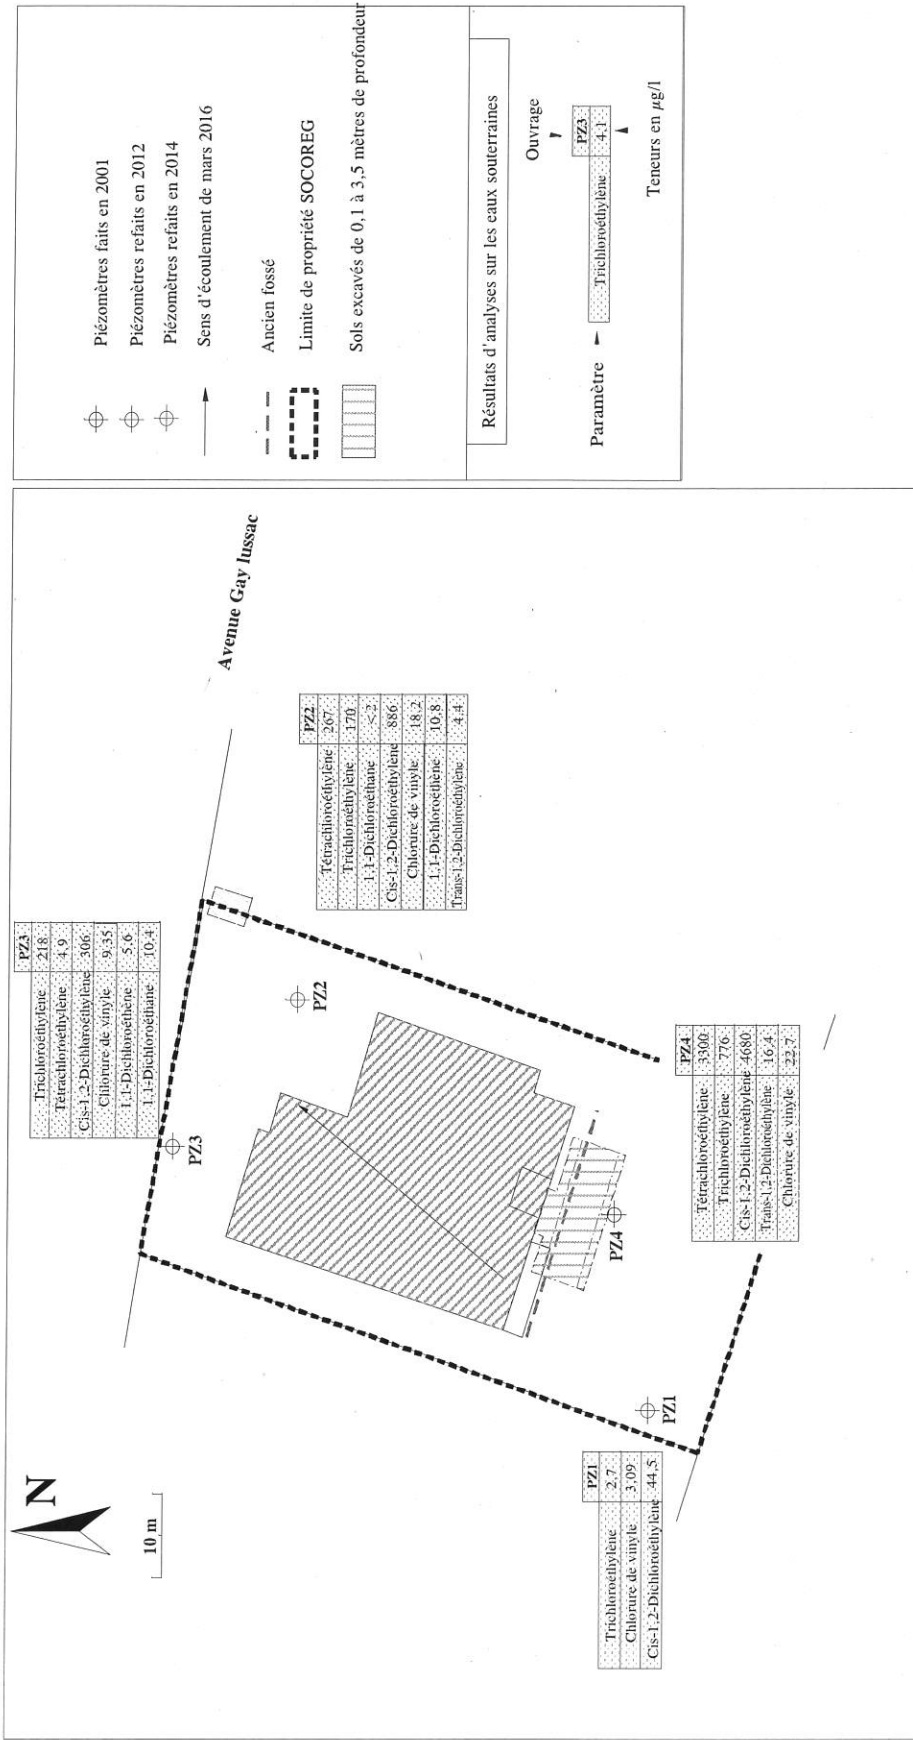 N
10 m
Avenue Gay lussac
PZ3
Trichloroéthylène 218
Tétrachloroéthylène 4,9
Cis-1,2-Dichloroéthylène 306
Chlorure de vinyle 9,35
1,1-Dichloroéthène 5,6
1,1-Dichloroéthane 10,4
PZ3
PZ2
PZ2
Tétrachloroéthylène 267
Trichloroéthylène 170
1,1-Dichloroéthane <2
Cis-1,2-Dichloroéthylène 886
Chlorure de vinyle 18,2
1,1-Dichloroéthène 10,8
Trans-1,2-Dichloroéthylène 4,4
PZ1
Trichloroéthylène 2,7
Chlorure de vinyle 3,09
Cis-1,2-Dichloroéthylène 44,5
PZ1
PZ4
PZ4
Tétrachloroéthylène 3300
Trichloroéthylène 776
Cis-1,2-Dichloroéthylène 4680
Trans-1,2-Dichloroéthylène 16,4
Chlorure de vinyle 22,7
Piézomètres faits en 2001
Piézomètres refaits en 2012
Piézomètres refaits en 2014
Sens d'écoulement de mars 2016
Ancien fossé
Limite de propriété SOCOREG
Sols excavés de 0,1 à 3,5 mètres de profondeur
Résultats d'analyses sur les eaux souterraines
Ouvrage
PZ3
Paramètre
Trichloroéthylène 4,1
Teneurs en µg/l